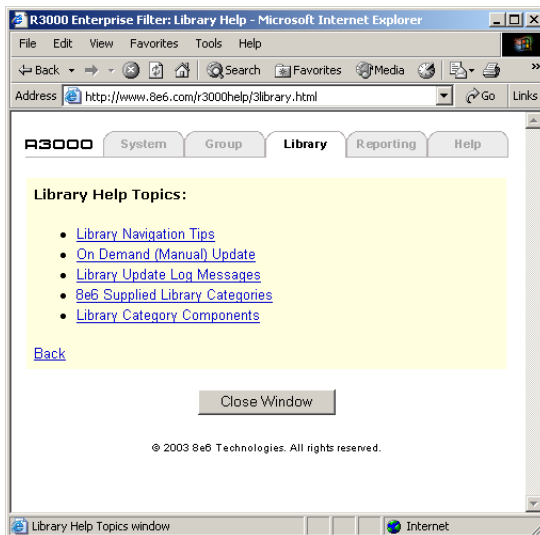 R3000 Enterprise Filter: Library Help - Microsoft Internet Explorer
File Edit View Favorites Tools Help
Back Search Favorites Media »
Address http://www.8e6.com/r3000help/3library.html Go Links
R3000 System Group Library Reporting Help
Library Help Topics:
• Library Navigation Tips
• On Demand (Manual) Update
• Library Update Log Messages
• 8e6 Supplied Library Categories
• Library Category Components
Back
Close Window
© 2003 8e6 Technologies. All rights reserved.
Library Help Topics window Internet